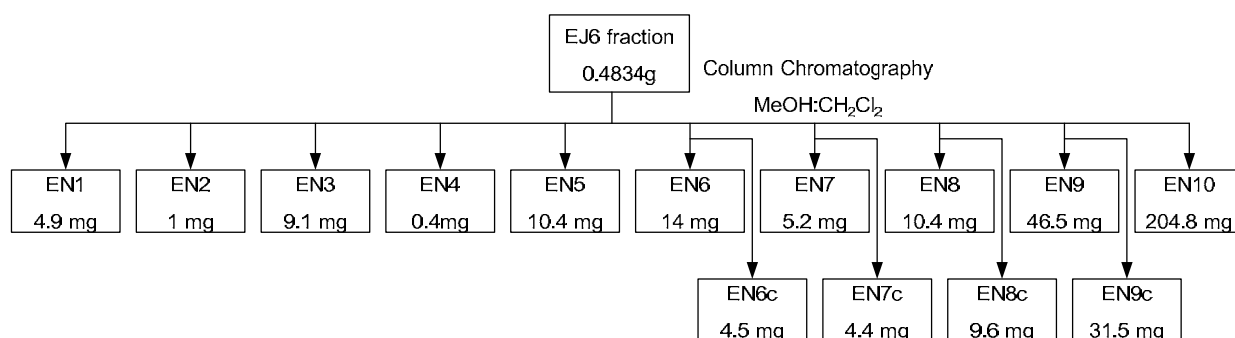 EJ6 fraction
0.4834g
Column Chromatography
MeOH:CH₂Cl₂
EN1
4.9 mg
EN2
1 mg
EN3
9.1 mg
EN4
0.4mg
EN5
10.4 mg
EN6
14 mg
EN7
5.2 mg
EN8
10.4 mg
EN9
46.5 mg
EN10
204.8 mg
EN6c
4.5 mg
EN7c
4.4 mg
EN8c
9.6 mg
EN9c
31.5 mg